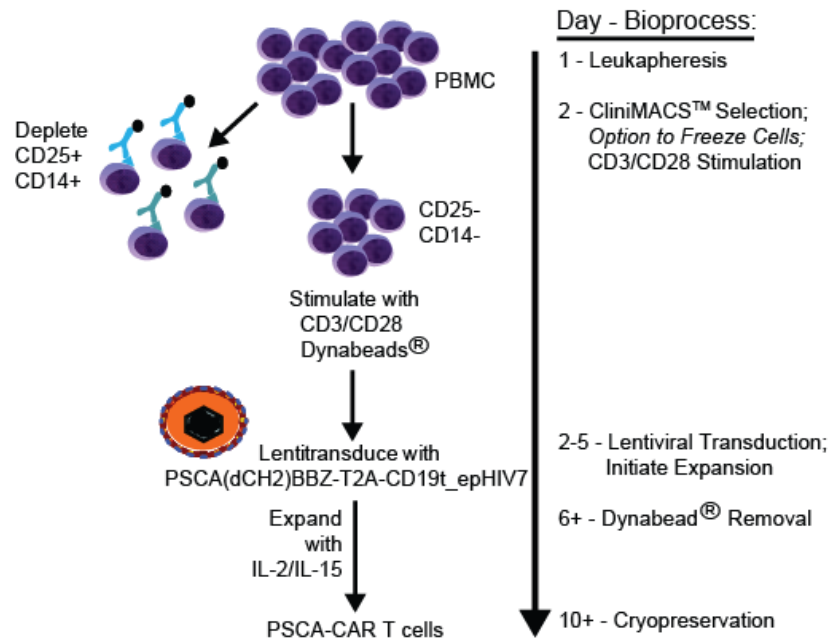 PBMC
Deplete
CD25+
CD14+
CD25-
CD14-
Stimulate with
CD3/CD28
Dynabeads®
Lentitransduce with
PSCA(dCH2)BBZ-T2A-CD19t_epHIV7
Expand
with
IL-2/IL-15
PSCA-CAR T cells
Day - Bioprocess:
1 - Leukapheresis
2 - CliniMACS™ Selection;
Option to Freeze Cells;
CD3/CD28 Stimulation
2-5 - Lentiviral Transduction;
Initiate Expansion
6+ - Dynabead® Removal
10+ - Cryopreservation